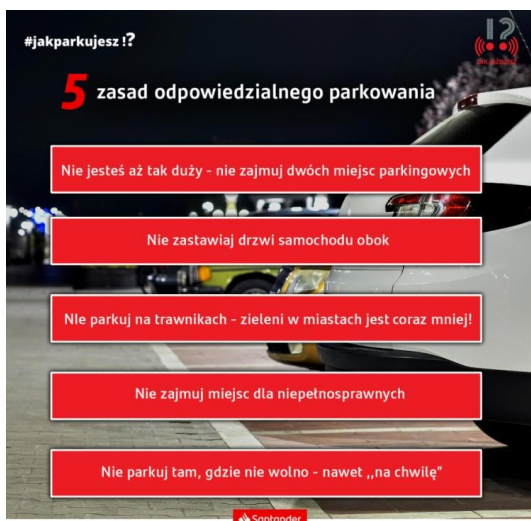 #jakparkujesz!?
!?
JAK JEŹDZISZ
5 zasad odpowiedzialnego parkowania
Nie jesteś aż tak duży - nie zajmuj dwóch miejsc parkingowych
Nie zastawiaj drzwi samochodu obok
NIe parkuj na trawnikach - zieleni w miastach jest coraz mniej!
Nie zajmuj miejsc dla niepełnosprawnych
Nie parkuj tam, gdzie nie wolno - nawet ,,na chwilę"
Santander